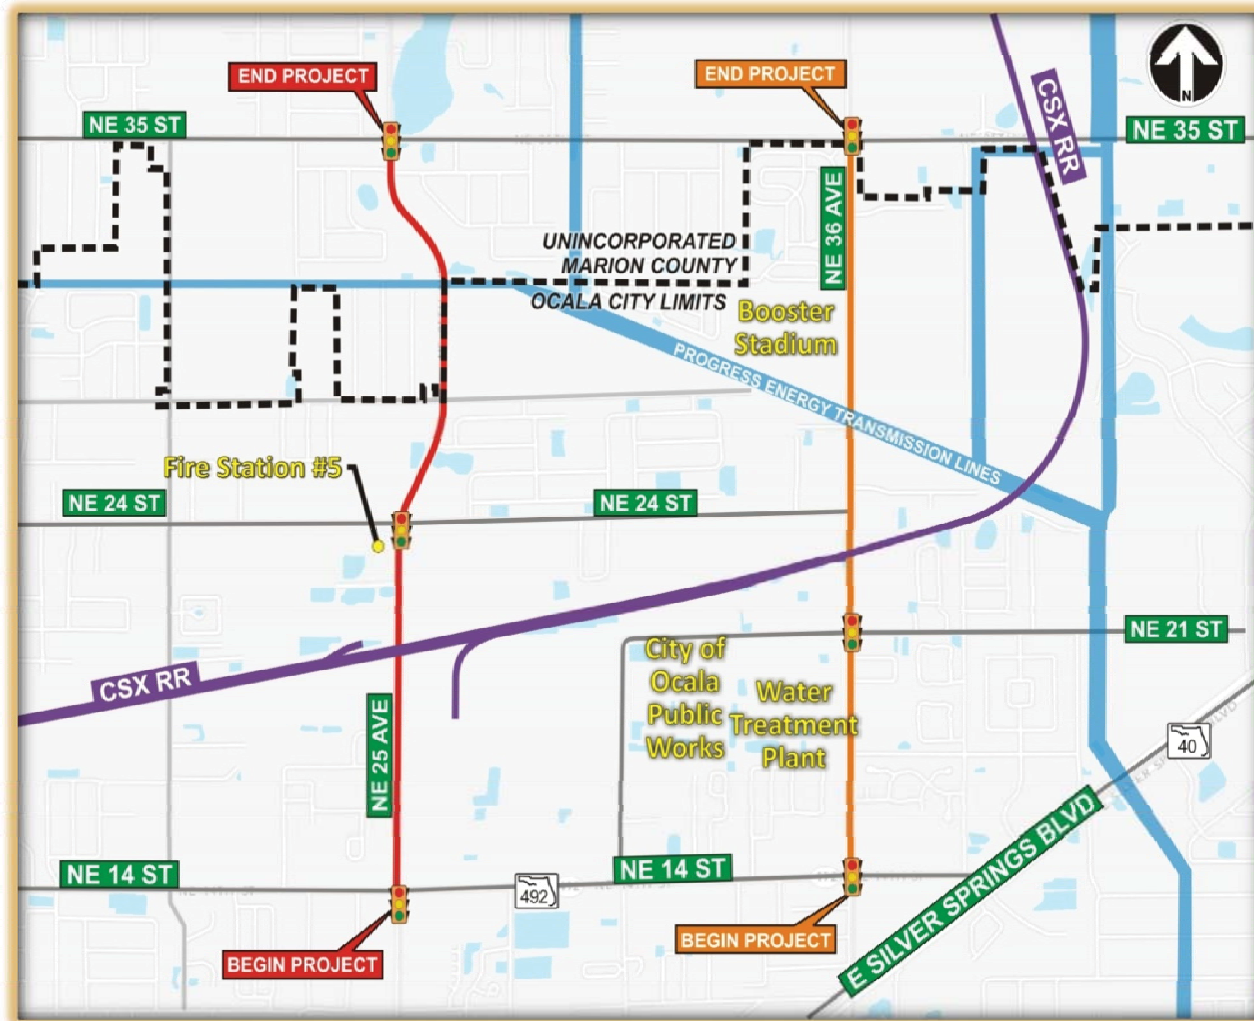 END PROJECT
END PROJECT
N
NE 35 ST
NE 35 ST
CSX RR
NE 36 AVE
UNINCORPORATED
MARION COUNTY
OCALA CITY LIMITS
Booster
Stadium
PROGRESS ENERGY TRANSMISSION LINES
Fire Station #5
NE 24 ST
NE 24 ST
NE 21 ST
City of
Ocala
Public
Works
Water
Treatment
Plant
CSX RR
NE 25 AVE
40
E SILVER SPRINGS BLVD
NE 14 ST
NE 14 ST
492
BEGIN PROJECT
BEGIN PROJECT